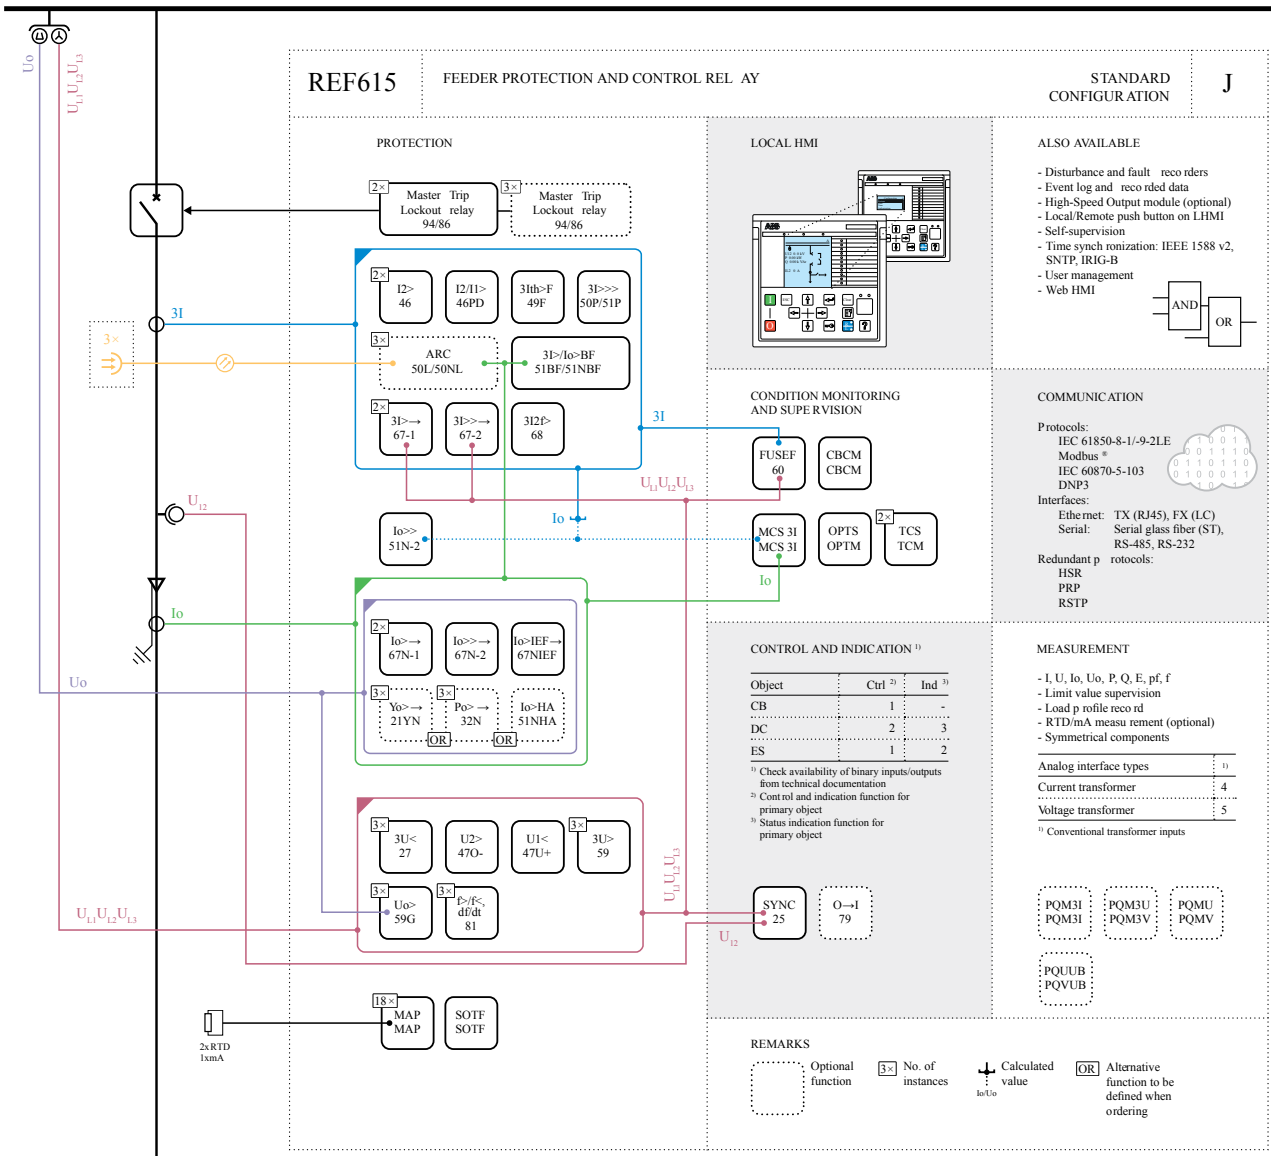 REF615
FEEDER PROTECTION AND CONTROL REL AY
STANDARD
CONFIGURATION
J
Uo
UL1UL2UL3
PROTECTION
2×
Master Trip
Lockout relay
94/86
3×
Master Trip
Lockout relay
94/86
2×
I2>
46
I2/I1>
46PD
3Ith>F
49F
3I>>>
50P/51P
3I
3×
3×
ARC
50L/50NL
3I>/Io>BF
51BF/51NBF
2×
3I>→
67-1
3I>>→
67-2
3I2f>
68
3I
UL1UL2UL3
U12
Io
Io>>
51N-2
Io
Io
2×
Io>→
67N-1
Io>>→
67N-2
Io>IEF→
67NIEF
Uo
3×
Yo>→
21YN
OR
3×
Po>→
32N
OR
Io>HA
51NHA
3×
3U<
27
U2>
47O-
U1<
47U+
3×
3U>
59
3×
Uo>
59G
3×
f>/f<,
df/dt
81
UL1UL2UL3
UL1UL2UL3
U12
18×
MAP
MAP
SOTF
SOTF
2xRTD
1xmA
LOCAL HMI
ABB
ABB
CONDITION MONITORING
AND SUPE RVISION
FUSEF
60
CBCM
CBCM
MCS 3I
MCS 3I
OPTS
OPTM
2×
TCS
TCM
CONTROL AND INDICATION 1)
Object Ctrl 2) Ind 3)
CB 1 -
DC 2 3
ES 1 2
1) Check availability of binary inputs/outputs
from technical documentation
2) Control and indication function for
primary object
3) Status indication function for
primary object
SYNC
25
O→I
79
ALSO AVAILABLE
- Disturbance and fault reco rders
- Event log and reco rded data
- High-Speed Output module (optional)
- Local/Remote push button on LHMI
- Self-supervision
- Time synch ronization: IEEE 1588 v2,
SNTP, IRIG-B
- User management
- Web HMI
AND
OR
COMMUNICATION
Protocols:
IEC 61850-8-1/-9-2LE
Modbus ®
IEC 60870-5-103
DNP3
Interfaces:
Ethernet: TX (RJ45), FX (LC)
Serial: Serial glass fiber (ST),
RS-485, RS-232
Redundant p rotocols:
HSR
PRP
RSTP
MEASUREMENT
- I, U, Io, Uo, P, Q, E, pf, f
- Limit value supervision
- Load p rofile reco rd
- RTD/mA measu rement (optional)
- Symmetrical components
Analog interface types 1)
Current transformer 4
Voltage transformer 5
1) Conventional transformer inputs
PQM3I
PQM3I
PQM3U
PQM3V
PQMU
PQMV
PQUUB
PQVUB
REMARKS
Optional
function
3×
No. of
instances
Io/Uo
Calculated
value
OR
Alternative
function to be
defined when
ordering